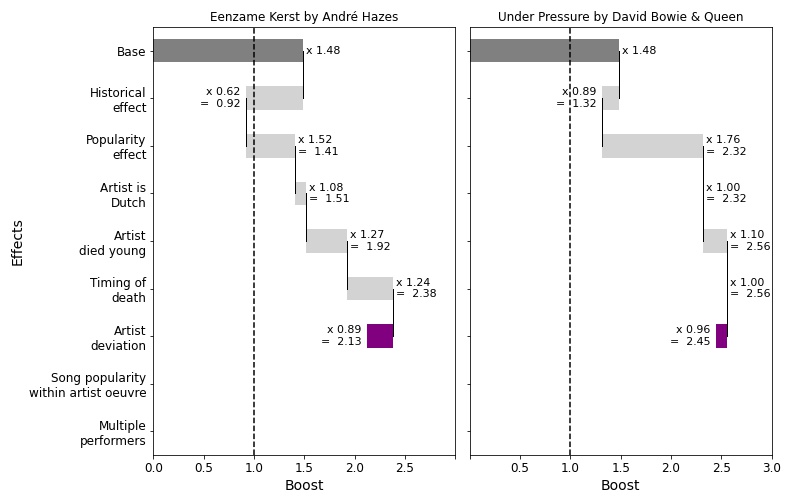 Eenzame Kerst by André Hazes
Under Pressure by David Bowie & Queen
Effects
Base
Historical
effect
Popularity
effect
Artist is
Dutch
Artist
died young
Timing of
death
Artist
deviation
Song popularity
within artist oeuvre
Multiple
performers
x 1.48
x 0.62
= 0.92
x 1.52
= 1.41
x 1.08
= 1.51
x 1.27
= 1.92
x 1.24
= 2.38
x 0.89
= 2.13
0.0 0.5 1.0 1.5 2.0 2.5
Boost
x 1.48
x 0.89
= 1.32
x 1.76
= 2.32
x 1.00
= 2.32
x 1.10
= 2.56
x 1.00
= 2.56
x 0.96
= 2.45
0.5 1.0 1.5 2.0 2.5 3.0
Boost